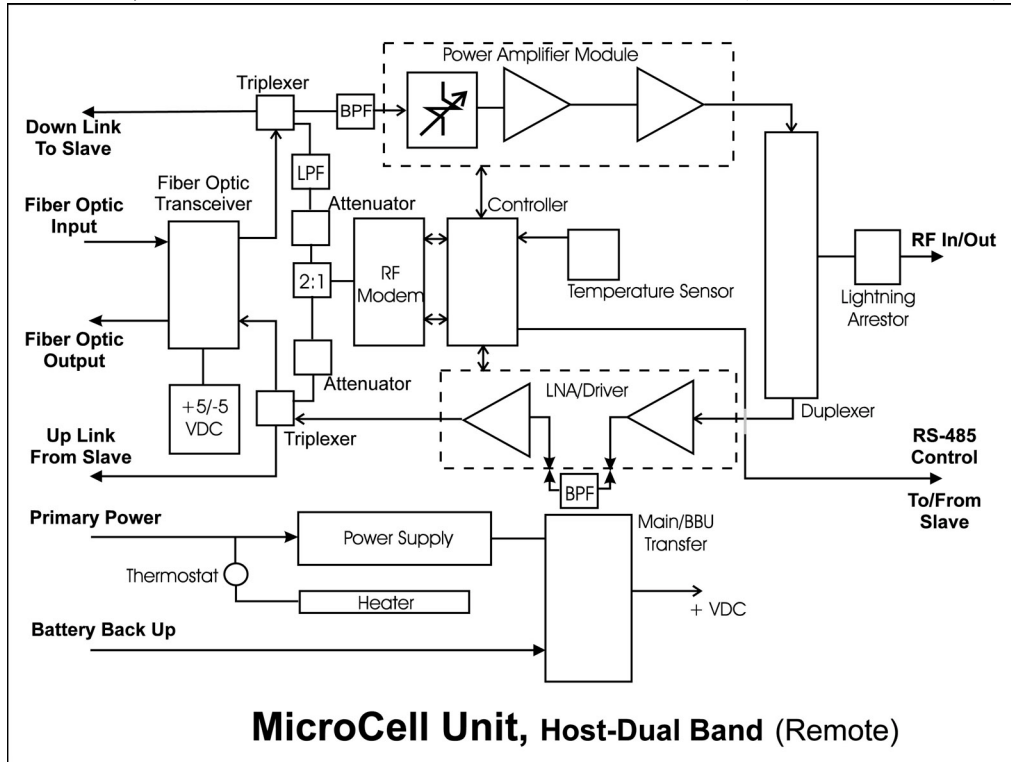 Power Amplifier Module
Triplexer
BPF
Down Link
To Slave
LPF
Fiber Optic
Transceiver
Attenuator
Controller
Fiber Optic
Input
RF In/Out
2:1
RF
Modem
Temperature Sensor
Lightning
Arrestor
Fiber Optic
Output
Attenuator
LNA/Driver
+5/-5
VDC
Duplexer
Triplexer
Up Link
From Slave
RS-485
Control
BPF
To/From
Slave
Primary Power
Power Supply
Main/BBU
Transfer
Thermostat
Heater
+ VDC
Battery Back Up
MicroCell Unit, Host-Dual Band (Remote)